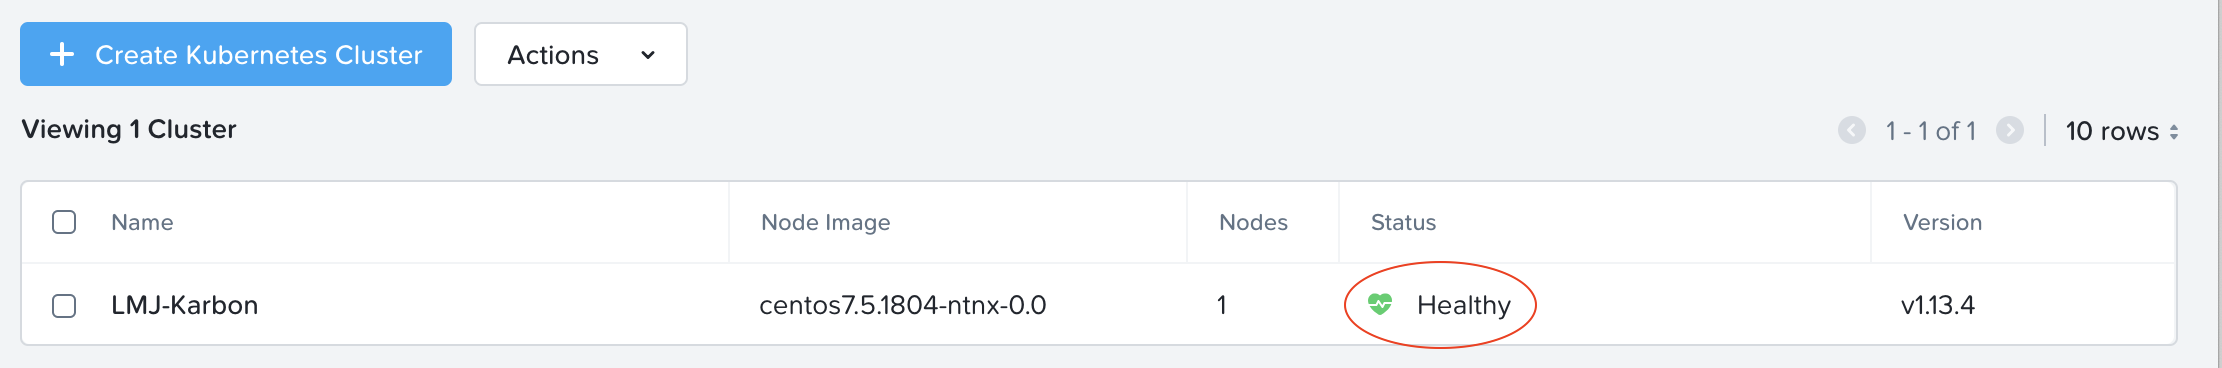 Create Kubernetes Cluster
Actions
Viewing 1 Cluster
1 - 1 of 1
10 rows
Name Node Image Nodes Status Version
LMJ-Karbon centos7.5.1804-ntnx-0.0 1 Healthy v1.13.4